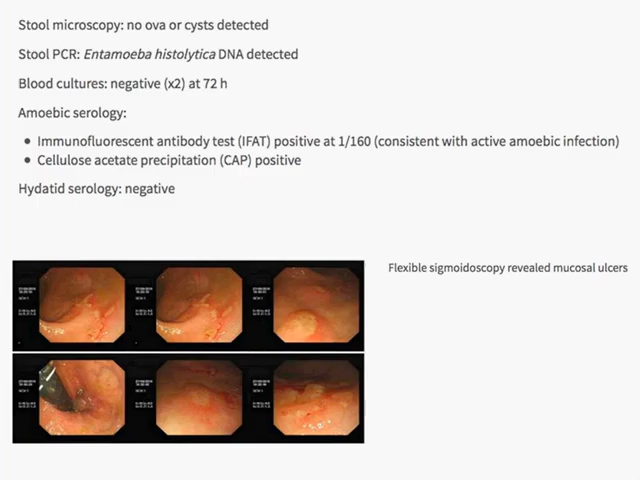 Stool microscopy: no ova or cysts detected
Stool PCR: Entamoeba histolytica DNA detected
Blood cultures: negative (x2) at 72 h
Amoebic serology:
• Immunofluorescent antibody test (IFAT) positive at 1/160 (consistent with active amoebic infection)
• Cellulose acetate precipitation (CAP) positive
Hydatid serology: negative
Flexible sigmoidoscopy revealed mucosal ulcers